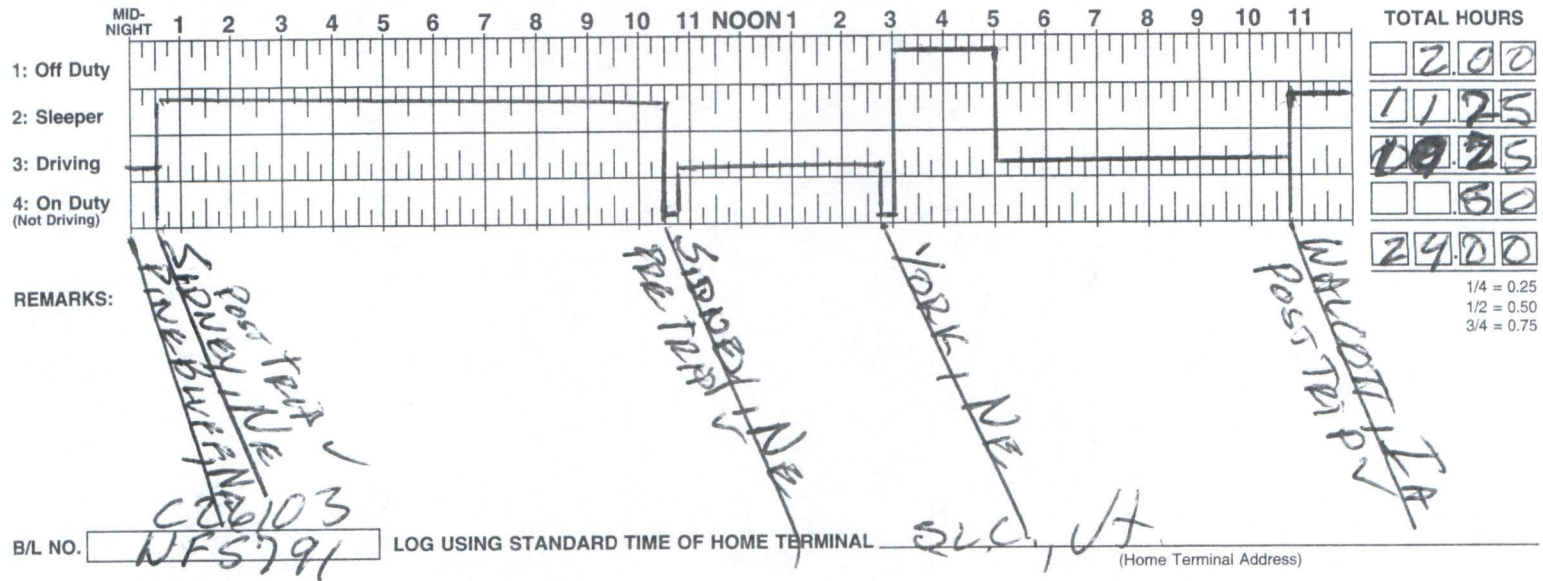 MID-NIGHT 1 2 3 4 5 6 7 8 9 10 11 NOON 1 2 3 4 5 6 7 8 9 10 11 TOTAL HOURS
1: Off Duty 2.00
2: Sleeper 11.25
3: Driving 10.25
4: On Duty .50
(Not Driving)
24.00
1/4 = 0.25
1/2 = 0.50
3/4 = 0.75
REMARKS:
PINE BLUFF, NE
SIDNEY, NE
POST TRIP ✓
SIDNEY, NE
PRE TRIP ✓
YORK, NE
WALCOTT, IA
POST TRIP ✓
C26103
B/L NO. NFS791 LOG USING STANDARD TIME OF HOME TERMINAL SLC, UT
(Home Terminal Address)